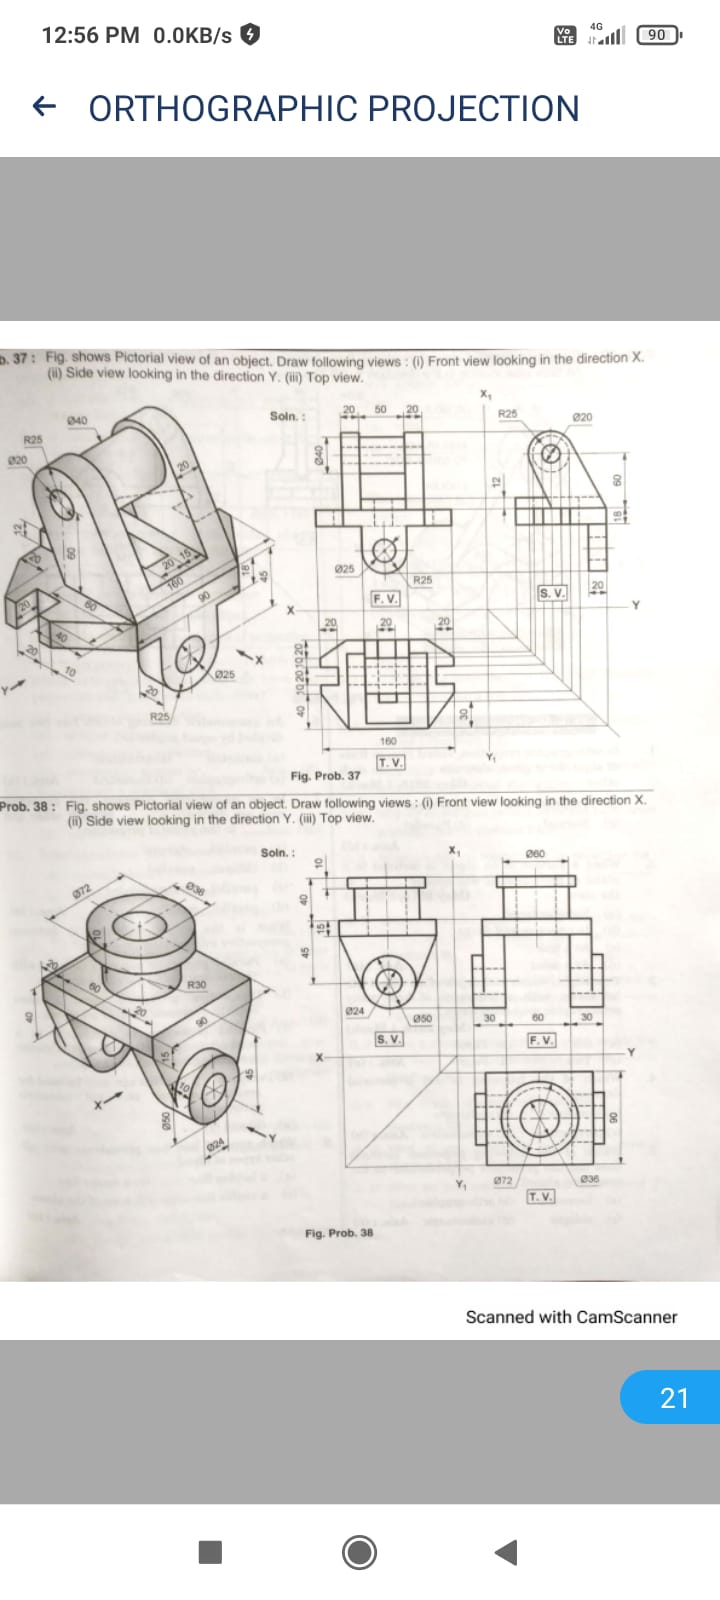 12:56 PM 0.0KB/s
Vo LTE 4G 90
← ORTHOGRAPHIC PROJECTION
b. 37 : Fig. shows Pictorial view of an object. Draw following views : (i) Front view looking in the direction X.
(ii) Side view looking in the direction Y. (iii) Top view.
Soln. :
Ø40
R25
Ø20
20
12
20
60
20 15
160
18
45
90
60
20
40
20
10
X
Y
Ø25
20
R25
20 50 20
Ø40
Ø25
R25
F. V.
X₁
R25
Ø20
12
60
18
20
S. V.
X
Y
20 20 20
40 10 20 10 20
30
160
T. V.
Y₁
Fig. Prob. 37
Prob. 38 : Fig. shows Pictorial view of an object. Draw following views : (i) Front view looking in the direction X.
(ii) Side view looking in the direction Y. (iii) Top view.
Soln. :
Ø72
Ø36
10
20
60
R30
40
20
90
15
45
10
X
Ø50
Ø24
Y
10
40
15
45
Ø24
Ø50
S. V.
X₁
Ø60
30 60 30
F. V.
X
Y
90
Y₁
Ø72
Ø36
T. V.
Fig. Prob. 38
Scanned with CamScanner
21